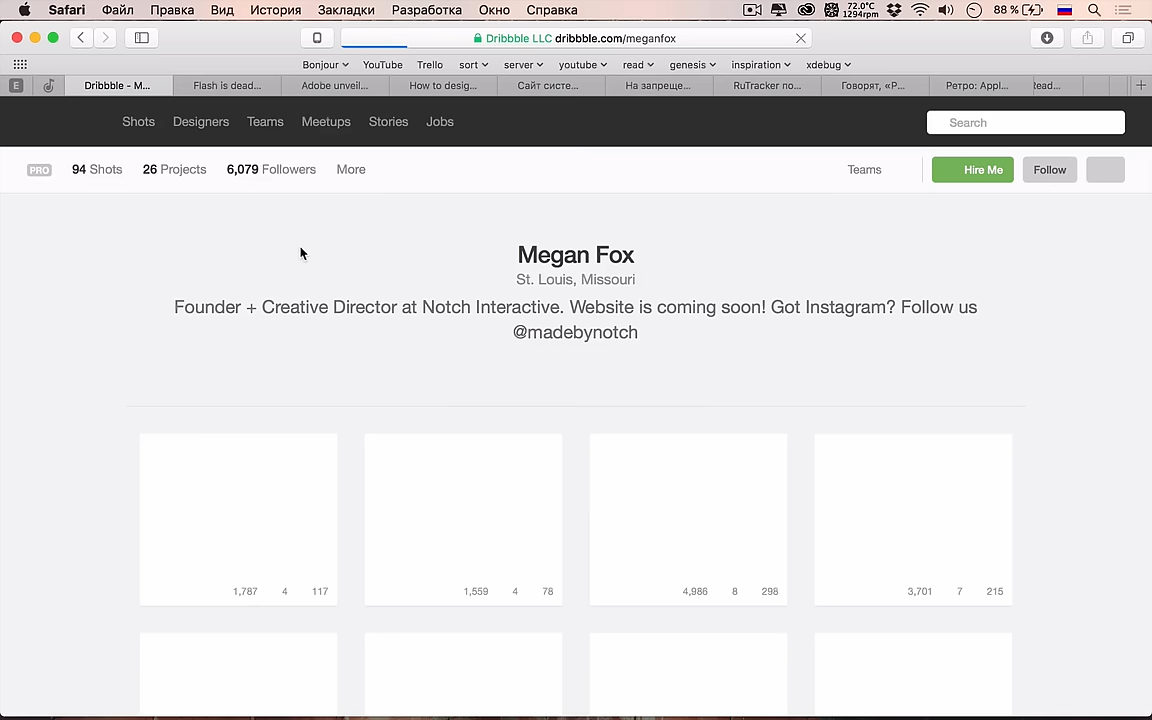 Safari Файл Правка Вид История Закладки Разработка Окно Справка 72.0°C 1294rpm 88 %
Dribbble LLC dribbble.com/meganfox
Bonjour YouTube Trello sort server youtube read genesis inspiration xdebug
E Dribbble - M... Flash is dead... Adobe unveil... How to desig... Сайт систе... На запреще... RuTracker по... Говорят, «Р... Ретро: Appl... Read...
Shots Designers Teams Meetups Stories Jobs Search
PRO 94 Shots 26 Projects 6,079 Followers More Teams Hire Me Follow
Megan Fox
St. Louis, Missouri
Founder + Creative Director at Notch Interactive. Website is coming soon! Got Instagram? Follow us
@madebynotch
1,787 4 117 1,559 4 78 4,986 8 298 3,701 7 215